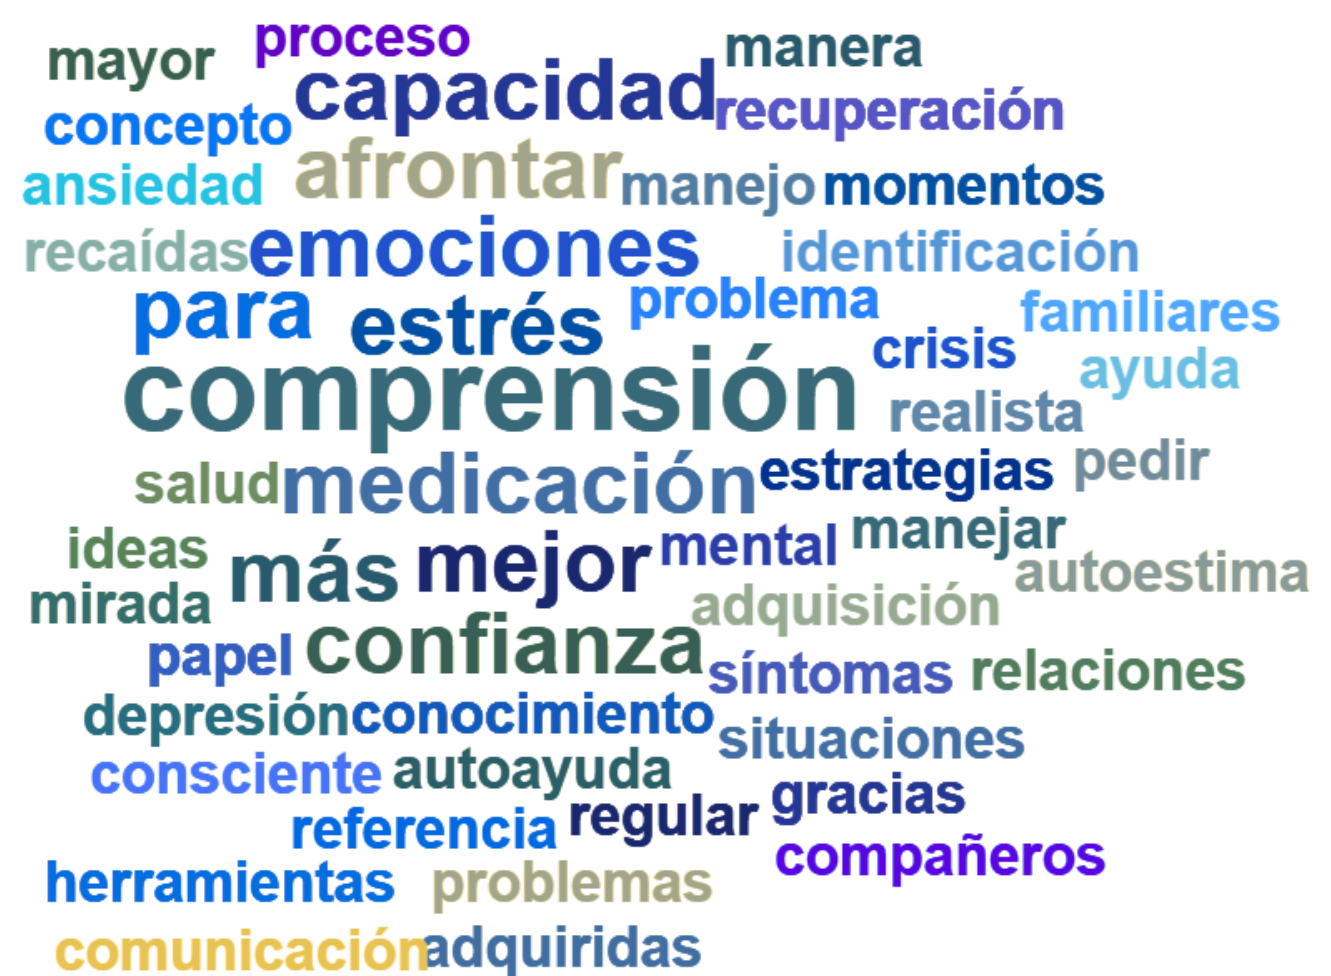 mayor proceso manera
capacidad
concepto recuperación
afrontar
ansiedad manejo momentos
recaídas emociones identificación
para estrés problema familiares
crisis ayuda
comprensión realista
salud medicación estrategias pedir
ideas más mejor mental manejar autoestima
mirada adquisición
papel confianza síntomas relaciones
depresión conocimiento situaciones
consciente autoayuda gracias
referencia regular
compañeros
herramientas problemas
comunicación adquiridas